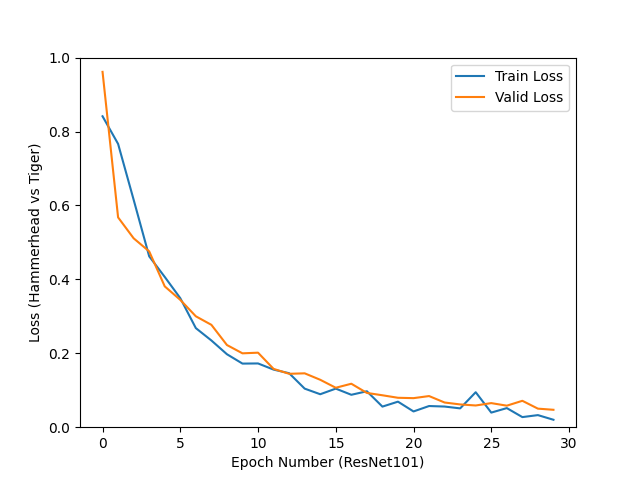 Train Loss
Valid Loss
1.0
0.8
0.6
0.4
0.2
0.0
Loss (Hammerhead vs Tiger)
0 5 10 15 20 25 30
Epoch Number (ResNet101)